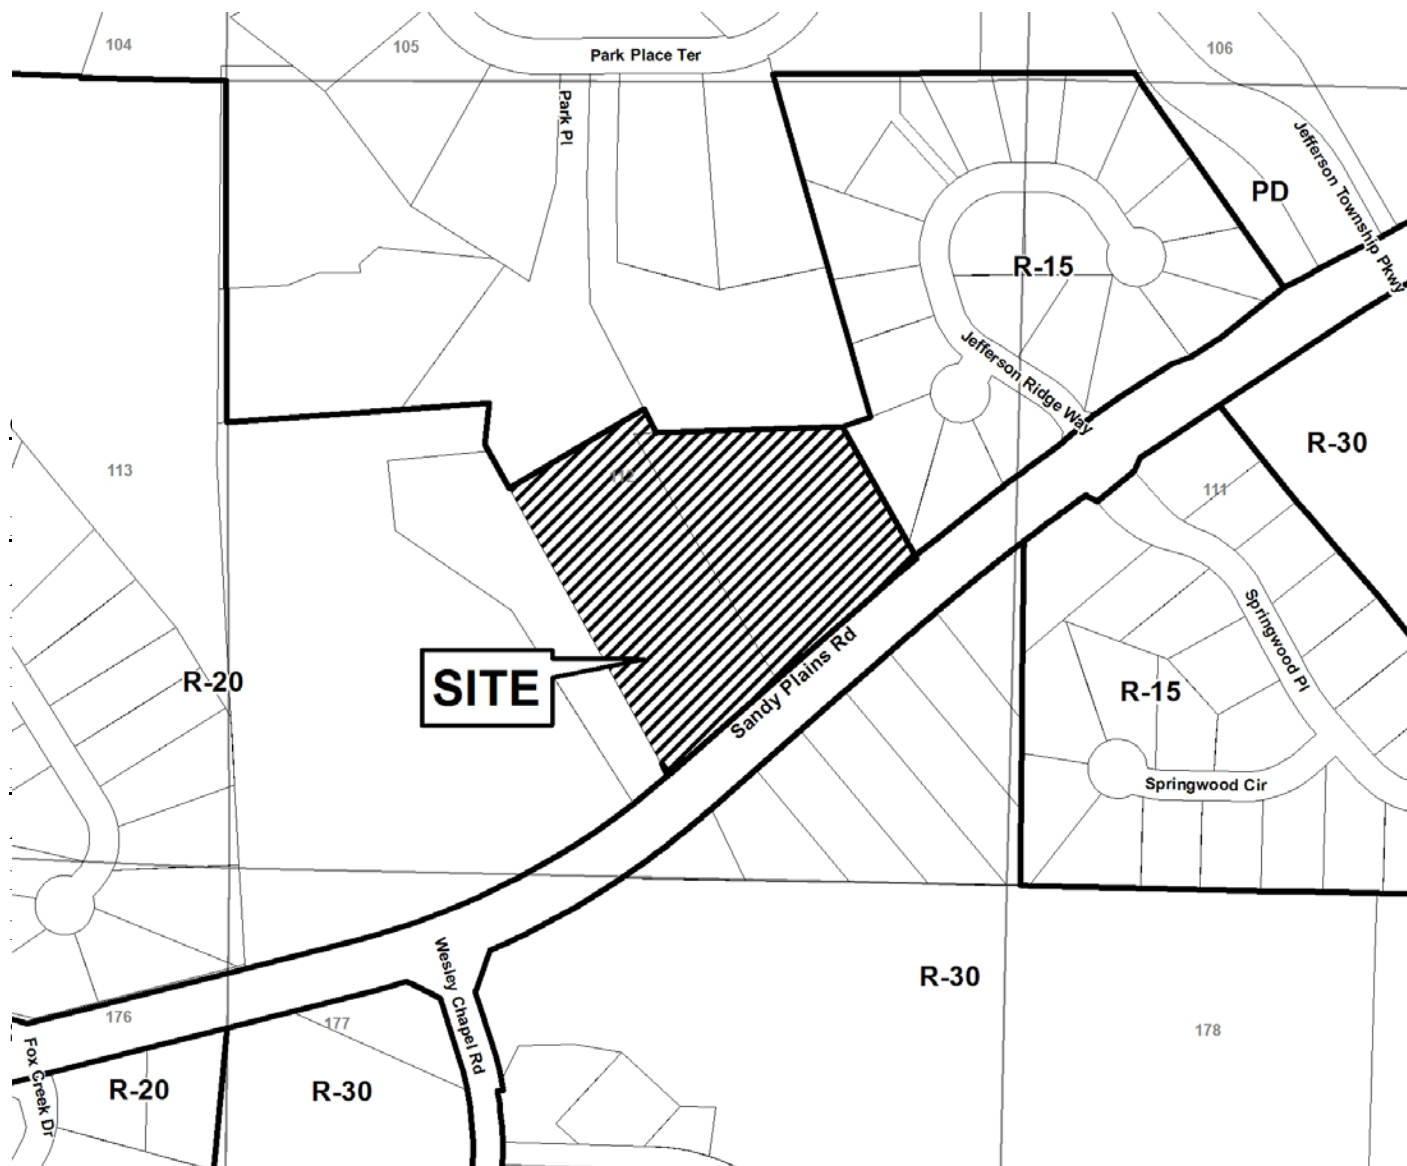 104
105
Park Place Ter
106
Park Pl
Jefferson Township Pkwy
PD
R-15
Jefferson Ridge Way
R-30
113
112
111
Springwood Pl
Sandy Plains Rd
R-20
SITE
R-15
Springwood Cir
Wesley Chapel Rd
R-30
176
177
178
Fox Creek Dr
R-20
R-30